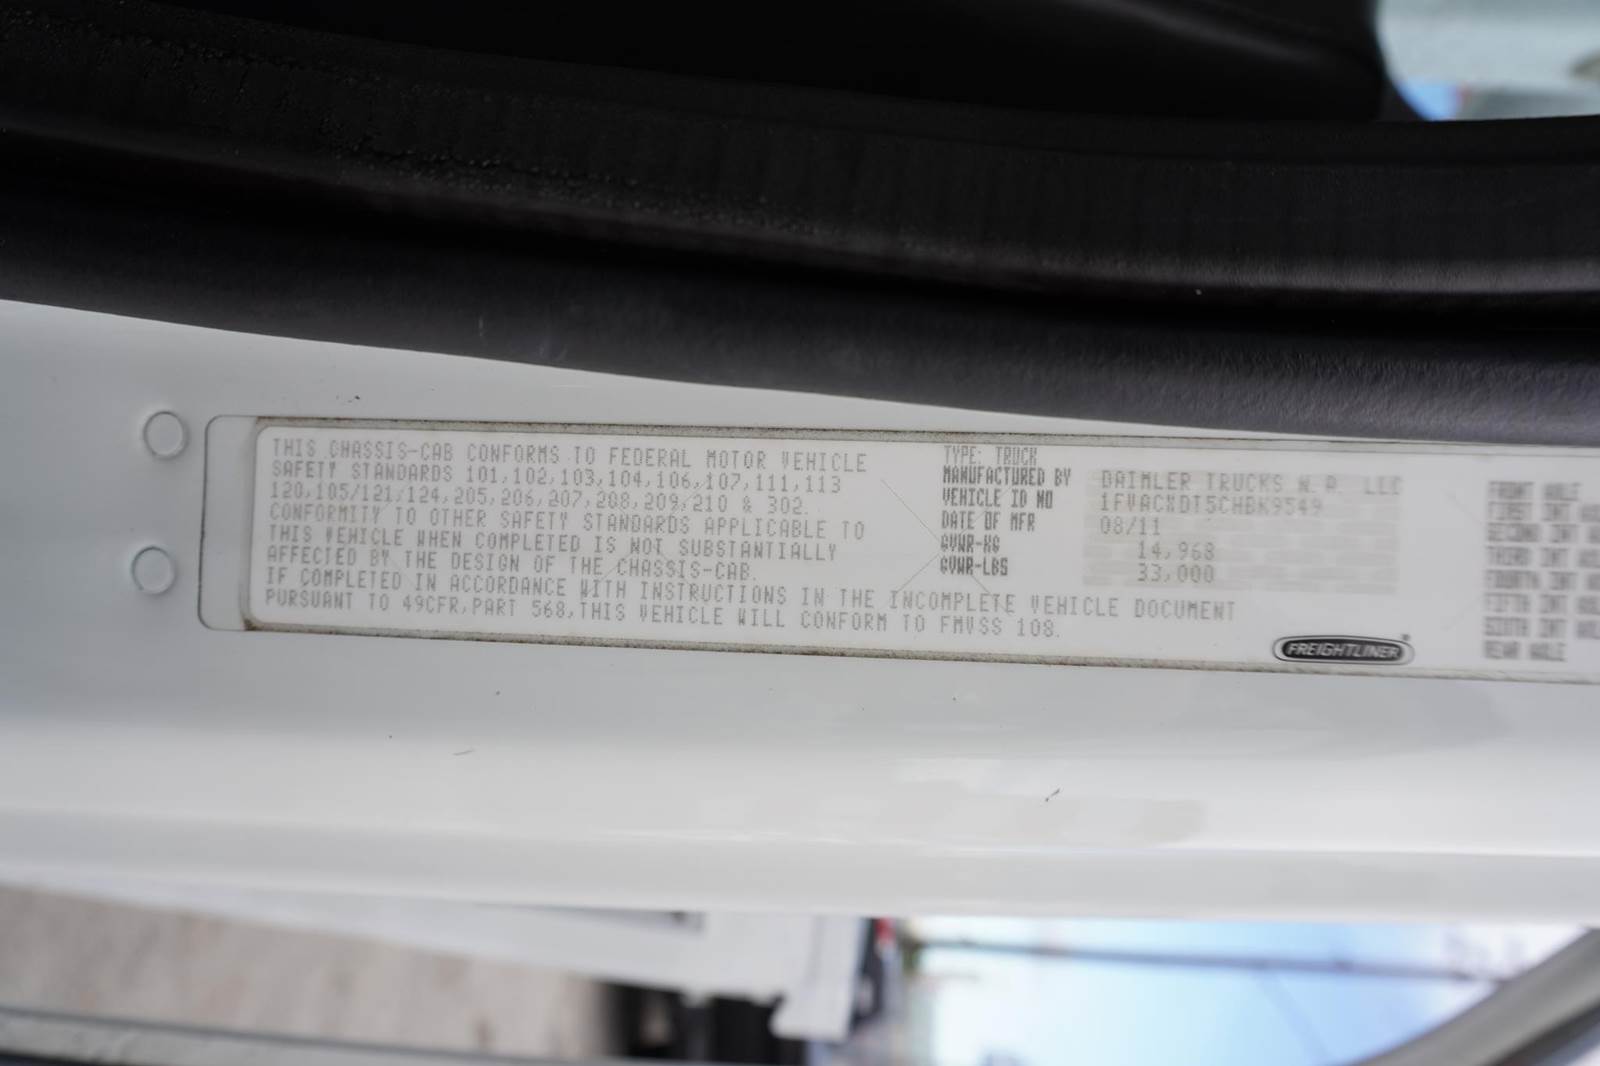 THIS CHASSIS-CAB CONFORMS TO FEDERAL MOTOR VEHICLE
SAFETY STANDARDS 101,102,103,104,106,107,111,113
120,105/121/124,205,206,207,208,209,210 & 302.
CONFORMITY TO OTHER SAFETY STANDARDS APPLICABLE TO
THIS VEHICLE WHEN COMPLETED IS NOT SUBSTANTIALLY
AFFECTED BY THE DESIGN OF THE CHASSIS-CAB.
IF COMPLETED IN ACCORDANCE WITH INSTRUCTIONS IN THE INCOMPLETE VEHICLE DOCUMENT
PURSUANT TO 49CFR,PART 568,THIS VEHICLE WILL CONFORM TO FMVSS 108.
TYPE: TRUCK
MANUFACTURED BY DAIMLER TRUCKS N.A. LLC
VEHICLE ID NO 1FVACXDT5CHBK9549
DATE OF MFR 08/11
GVWR-KG 14,968
GVWR-LBS 33,000
FREIGHTLINER
FRONT AXLE
FIRST INT
SECOND INT
THIRD INT
FOURTH INT
FIFTH INT
SIXTH INT
REAR AXLE